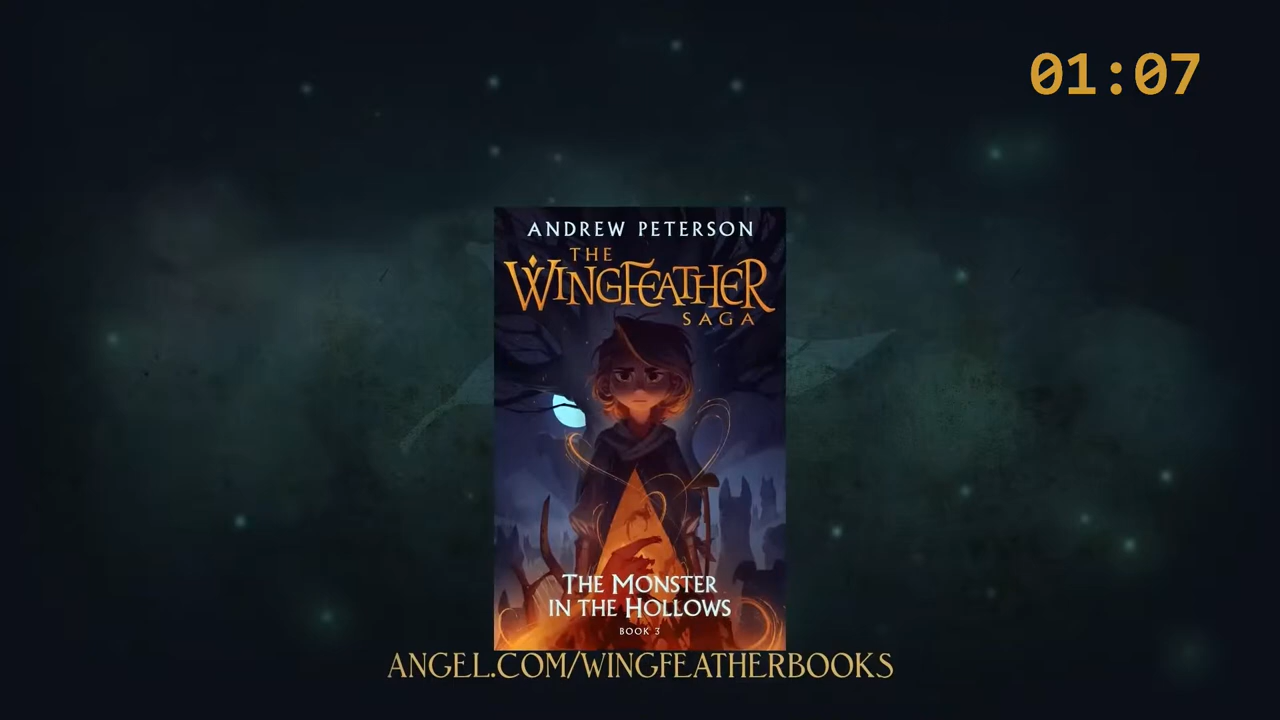 01:07
ANDREW PETERSON
THE
WINGFEATHER
SAGA
THE MONSTER
IN THE HOLLOWS
BOOK 3
ANGEL.COM/WINGFEATHERBOOKS